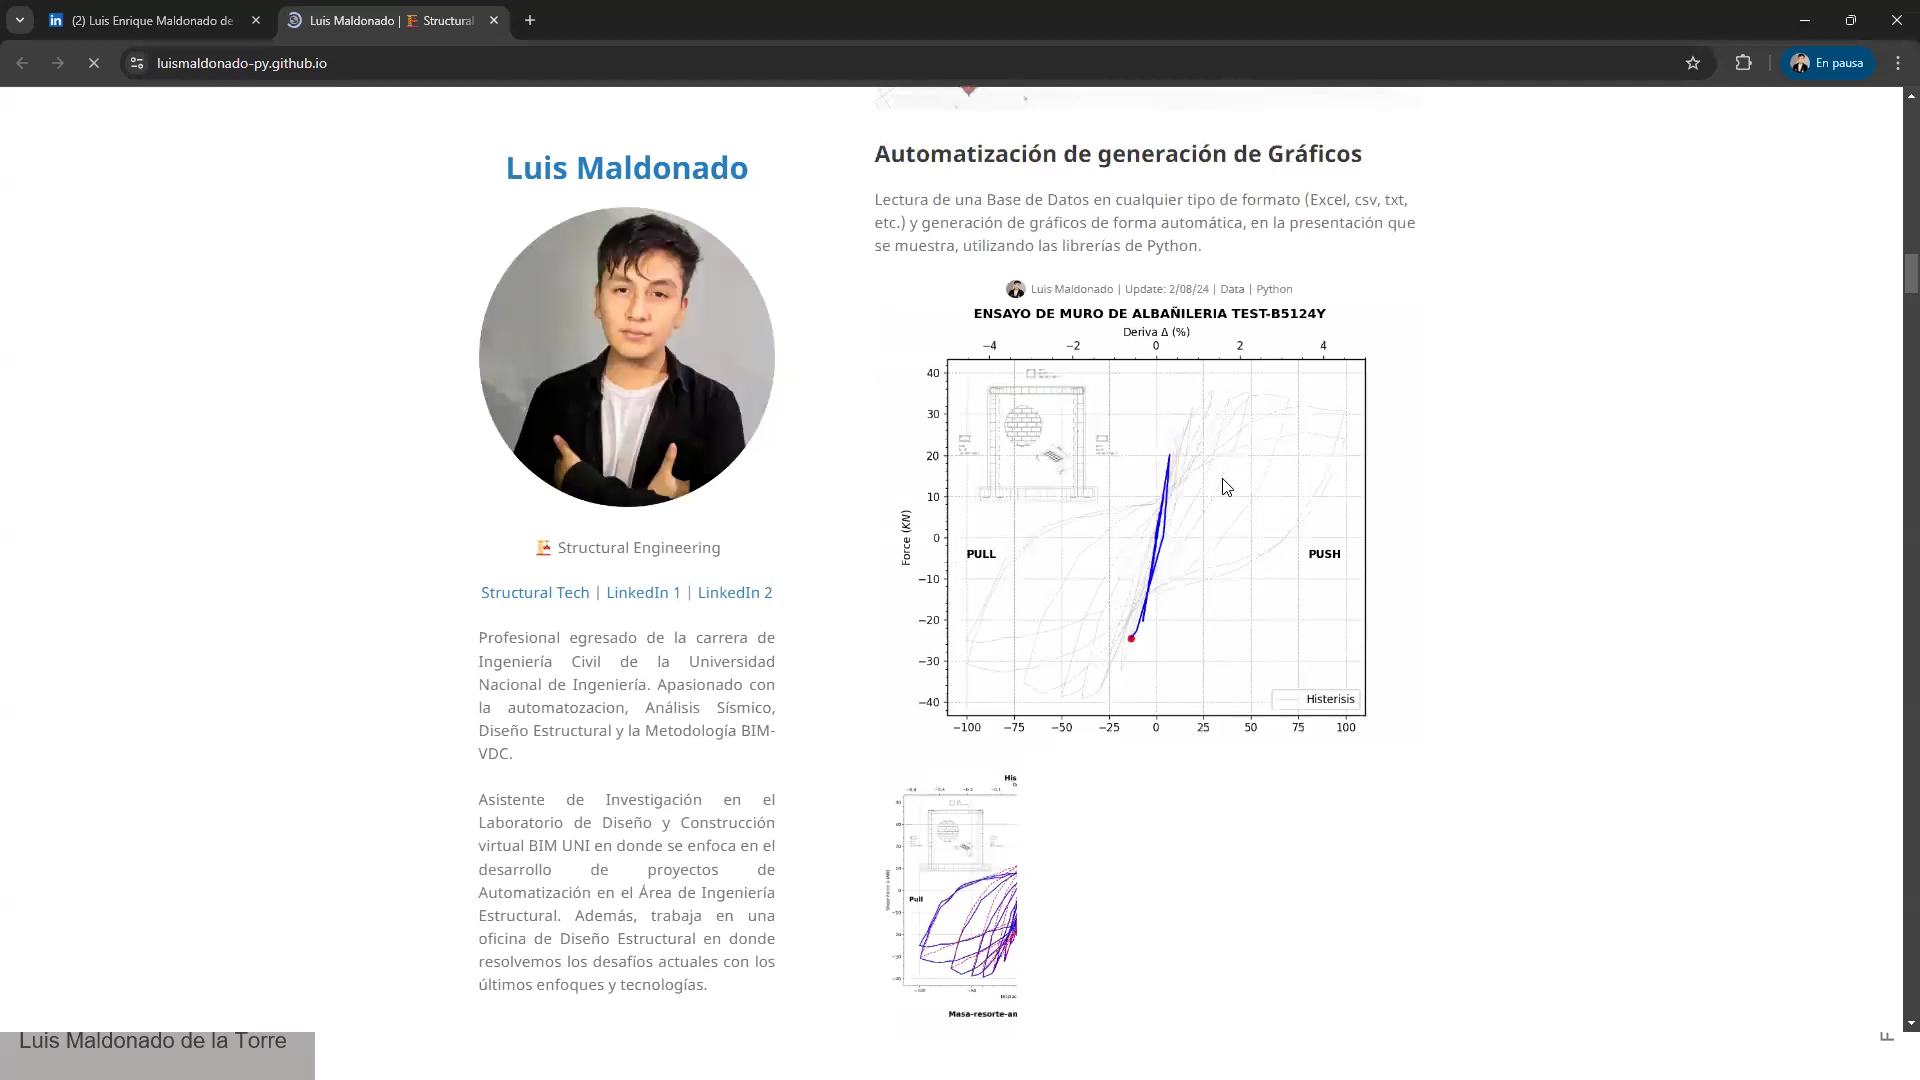 (2) Luis Enrique Maldonado de
Luis Maldonado | Structural
luismaldonado-py.github.io
En pausa
Luis Maldonado
Structural Engineering
Structural Tech | LinkedIn 1 | LinkedIn 2
Profesional egresado de la carrera de
Ingeniería Civil de la Universidad
Nacional de Ingeniería. Apasionado con
la automatozacion, Análisis Sísmico,
Diseño Estructural y la Metodología BIM-
VDC.
Asistente de Investigación en el
Laboratorio de Diseño y Construcción
virtual BIM UNI en donde se enfoca en el
desarrollo de proyectos de
Automatización en el Área de Ingeniería
Estructural. Además, trabaja en una
oficina de Diseño Estructural en donde
resolvemos los desafíos actuales con los
últimos enfoques y tecnologías.
Automatización de generación de Gráficos
Lectura de una Base de Datos en cualquier tipo de formato (Excel, csv, txt,
etc.) y generación de gráficos de forma automática, en la presentación que
se muestra, utilizando las librerías de Python.
Luis Maldonado | Update: 2/08/24 | Data | Python
ENSAYO DE MURO DE ALBAÑILERIA TEST-B5124Y
Deriva Δ (%)
−4 −2 0 2 4
40
30
20
10
0
−10
−20
−30
−40
Force (KN)
PULL
PUSH
Histerisis
−100 −75 −50 −25 0 25 50 75 100
His
Pull
Masa-resorte-an
Luis Maldonado de la Torre